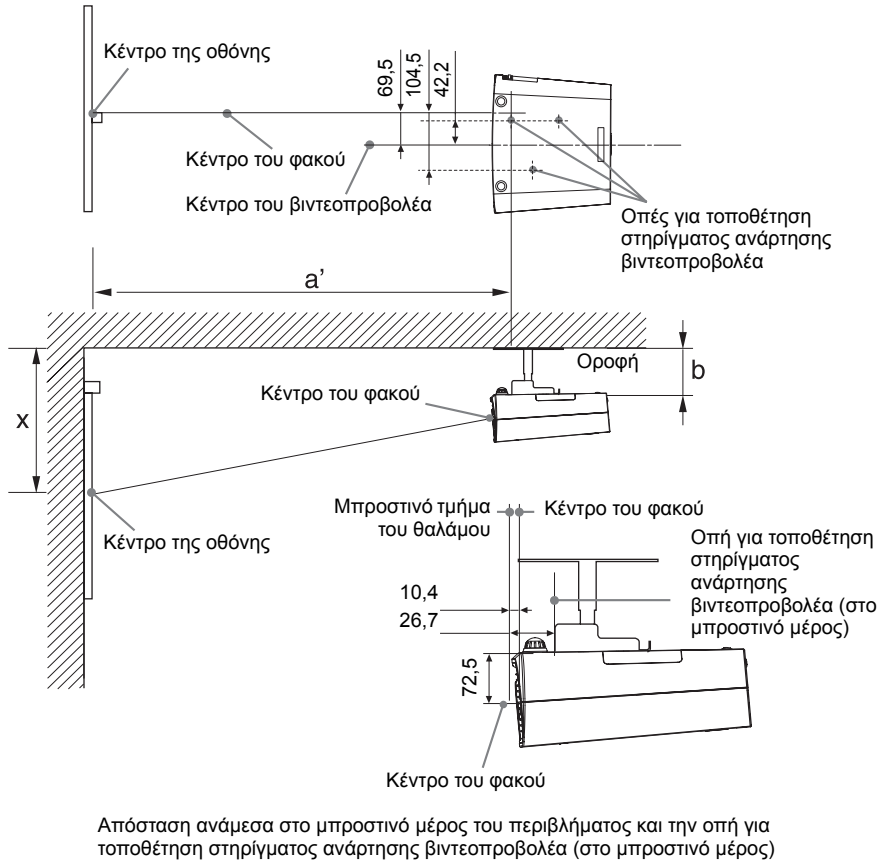 Κέντρο της οθόνης
69,5
104,5
42,2
Κέντρο του φακού
Κέντρο του βιντεοπροβολέα
Οπές για τοποθέτηση
στηρίγματος ανάρτησης
βιντεοπροβολέα
a’
Οροφή
b
x
Κέντρο του φακού
Κέντρο της οθόνης
Μπροστινό τμήμα
του θαλάμου
Κέντρο του φακού
Οπή για τοποθέτηση
στηρίγματος
ανάρτησης
βιντεοπροβολέα (στο
μπροστινό μέρος)
10,4
26,7
72,5
Κέντρο του φακού
Απόσταση ανάμεσα στο μπροστινό μέρος του περιβλήματος και την οπή για
τοποθέτηση στηρίγματος ανάρτησης βιντεοπροβολέα (στο μπροστινό μέρος)